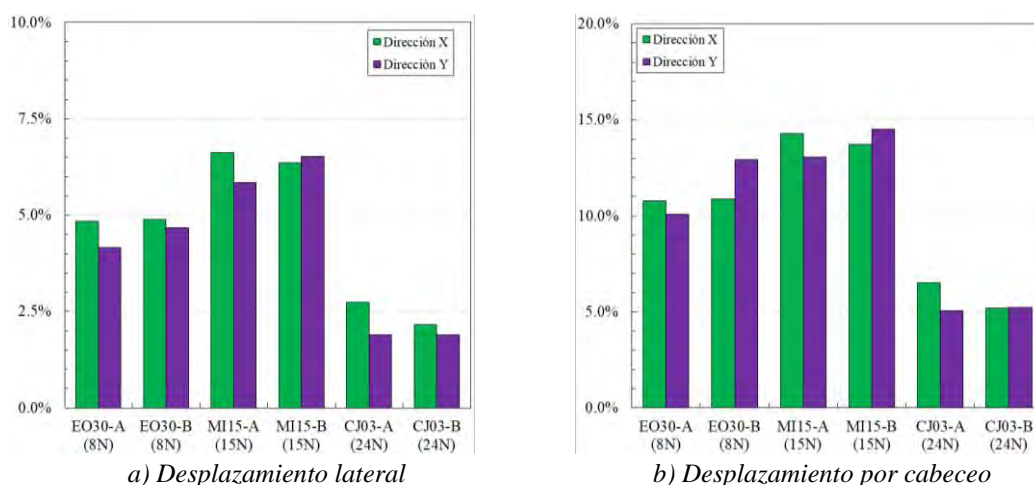 10.0%
7.5%
5.0%
2.5%
0.0%
Dirección X
Dirección Y
EO30-A EO30-B MI15-A MI15-B CJ03-A CJ03-B
(8N) (8N) (15N) (15N) (24N) (24N)
a) Desplazamiento lateral
20.0%
15.0%
10.0%
5.0%
0.0%
Dirección X
Dirección Y
EO30-A EO30-B MI15-A MI15-B CJ03-A CJ03-B
(8N) (8N) (15N) (15N) (24N) (24N)
b) Desplazamiento por cabeceo